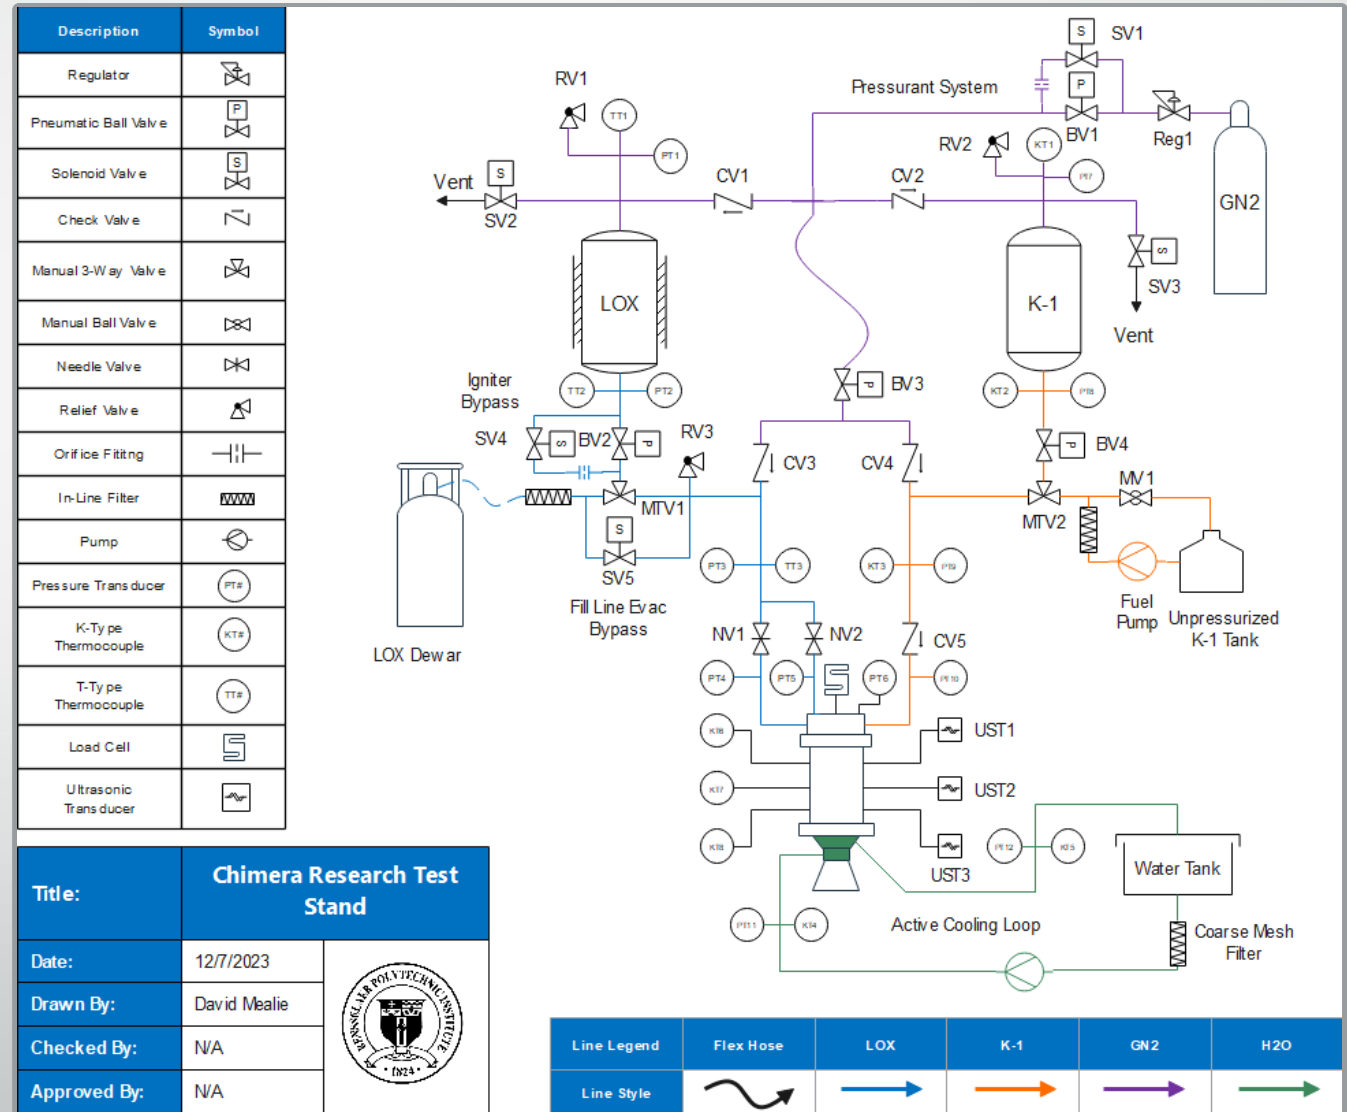 Description Symbol
Regulator
Pneumatic Ball Valve
P
Solenoid Valve
S
Check Valve
Manual 3-Way Valve
Manual Ball Valve
Needle Valve
Relief Valve
Orifice Fititng
In-Line Filter
Pump
Pressure Transducer
PT#
K-Type
Thermocouple
KT#
T-Type
Thermocouple
TT#
Load Cell
Ultrasonic
Transducer
S SV1
RV1
Pressurant System
P
TT1
BV1
Reg1
RV2
KT1
PT1
PT7
GN2
Vent
S
SV2
CV1
CV2
S
SV3
Vent
LOX
K-1
Igniter
Bypass
TT2
PT2
P
BV3
KT2
PT8
SV4
S
BV2
P
RV3
CV3
CV4
P
BV4
MTV1
MTV2
MV1
S
SV5
Fill Line Evac
Bypass
LOX Dewar
PT3
TT3
KT3
PT9
Fuel
Pump
Unpressurized
K-1 Tank
NV1
NV2
CV5
PT4
PT5
PT6
PT10
KT6
UST1
KT7
UST2
KT8
UST3
PT12
KT5
Water Tank
PT11
KT4
Active Cooling Loop
Coarse Mesh
Filter
Title:
Chimera Research Test
Stand
Date:
12/7/2023
Drawn By:
David Mealie
Checked By:
N/A
Approved By:
N/A
RENSSELAER POLYTECHNIC INSTITUTE
• 1824 •
Line Legend Flex Hose LOX K-1 GN2 H2O
Line Style